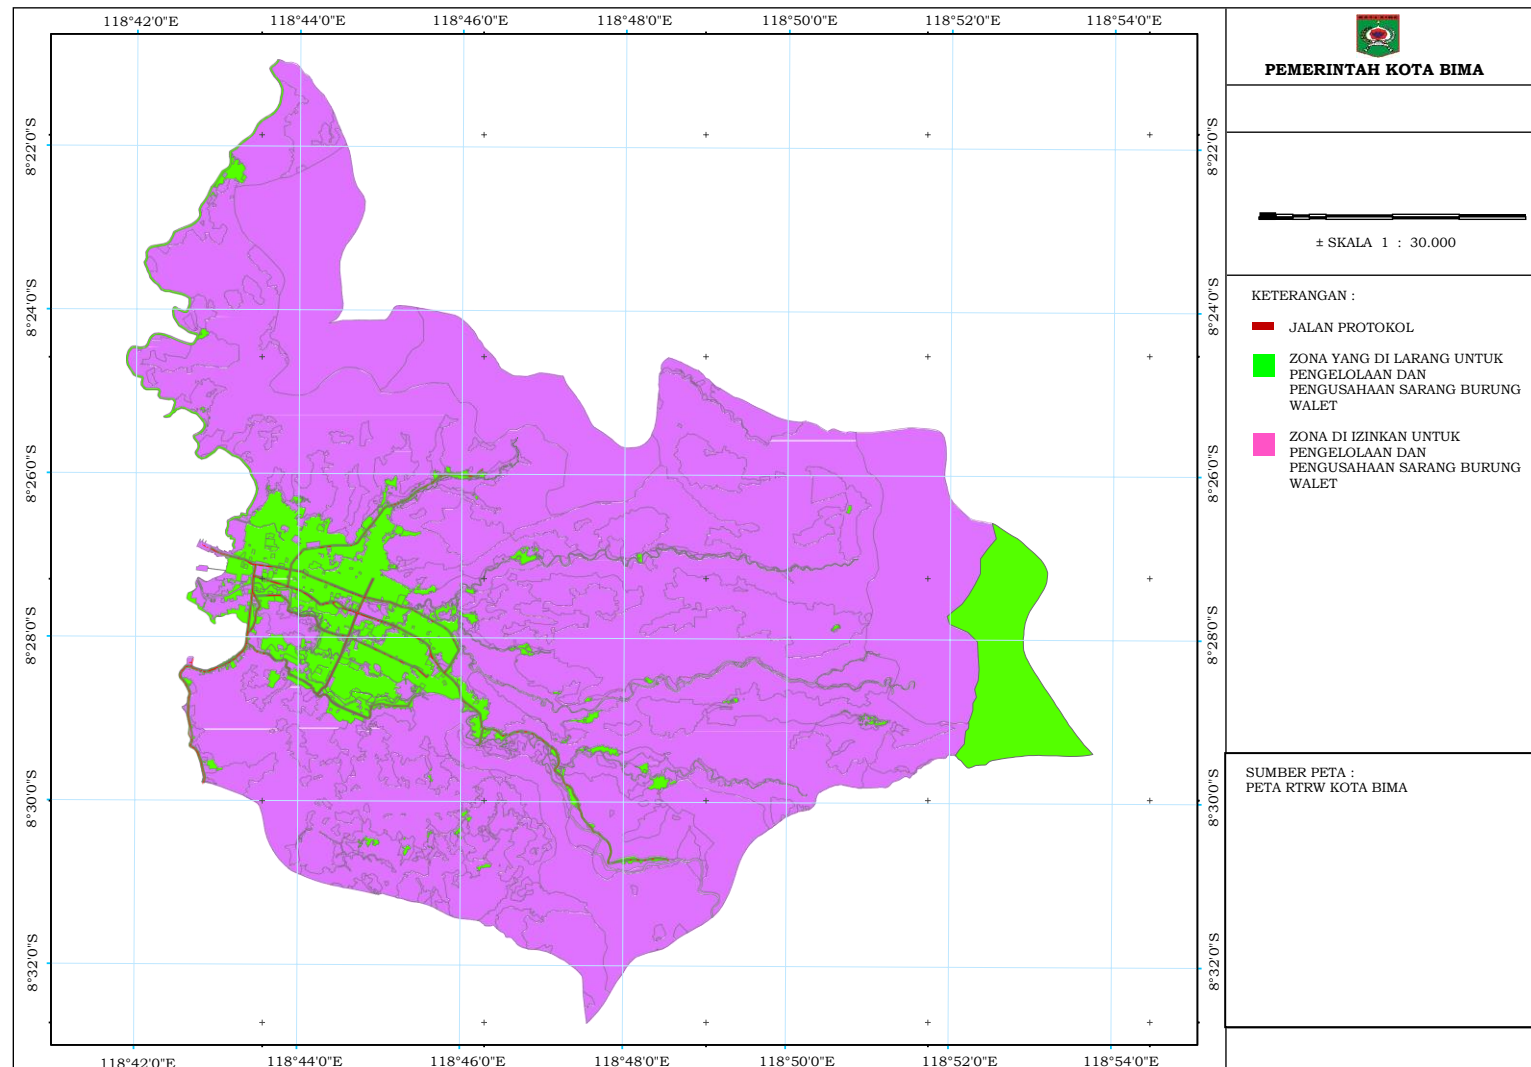 118°42'0"E 118°44'0"E 118°46'0"E 118°48'0"E 118°50'0"E 118°52'0"E 118°54'0"E
8°22'0"S 8°22'0"S
8°24'0"S 8°24'0"S
8°26'0"S 8°26'0"S
8°28'0"S 8°28'0"S
8°30'0"S 8°30'0"S
8°32'0"S 8°32'0"S
118°42'0"E 118°44'0"E 118°46'0"E 118°48'0"E 118°50'0"E 118°52'0"E 118°54'0"E
PEMERINTAH KOTA BIMA
± SKALA 1 : 30.000
KETERANGAN :
JALAN PROTOKOL
ZONA YANG DI LARANG UNTUK
PENGELOLAAN DAN
PENGUSAHAAN SARANG BURUNG
WALET
ZONA DI IZINKAN UNTUK
PENGELOLAAN DAN
PENGUSAHAAN SARANG BURUNG
WALET
SUMBER PETA :
PETA RTRW KOTA BIMA